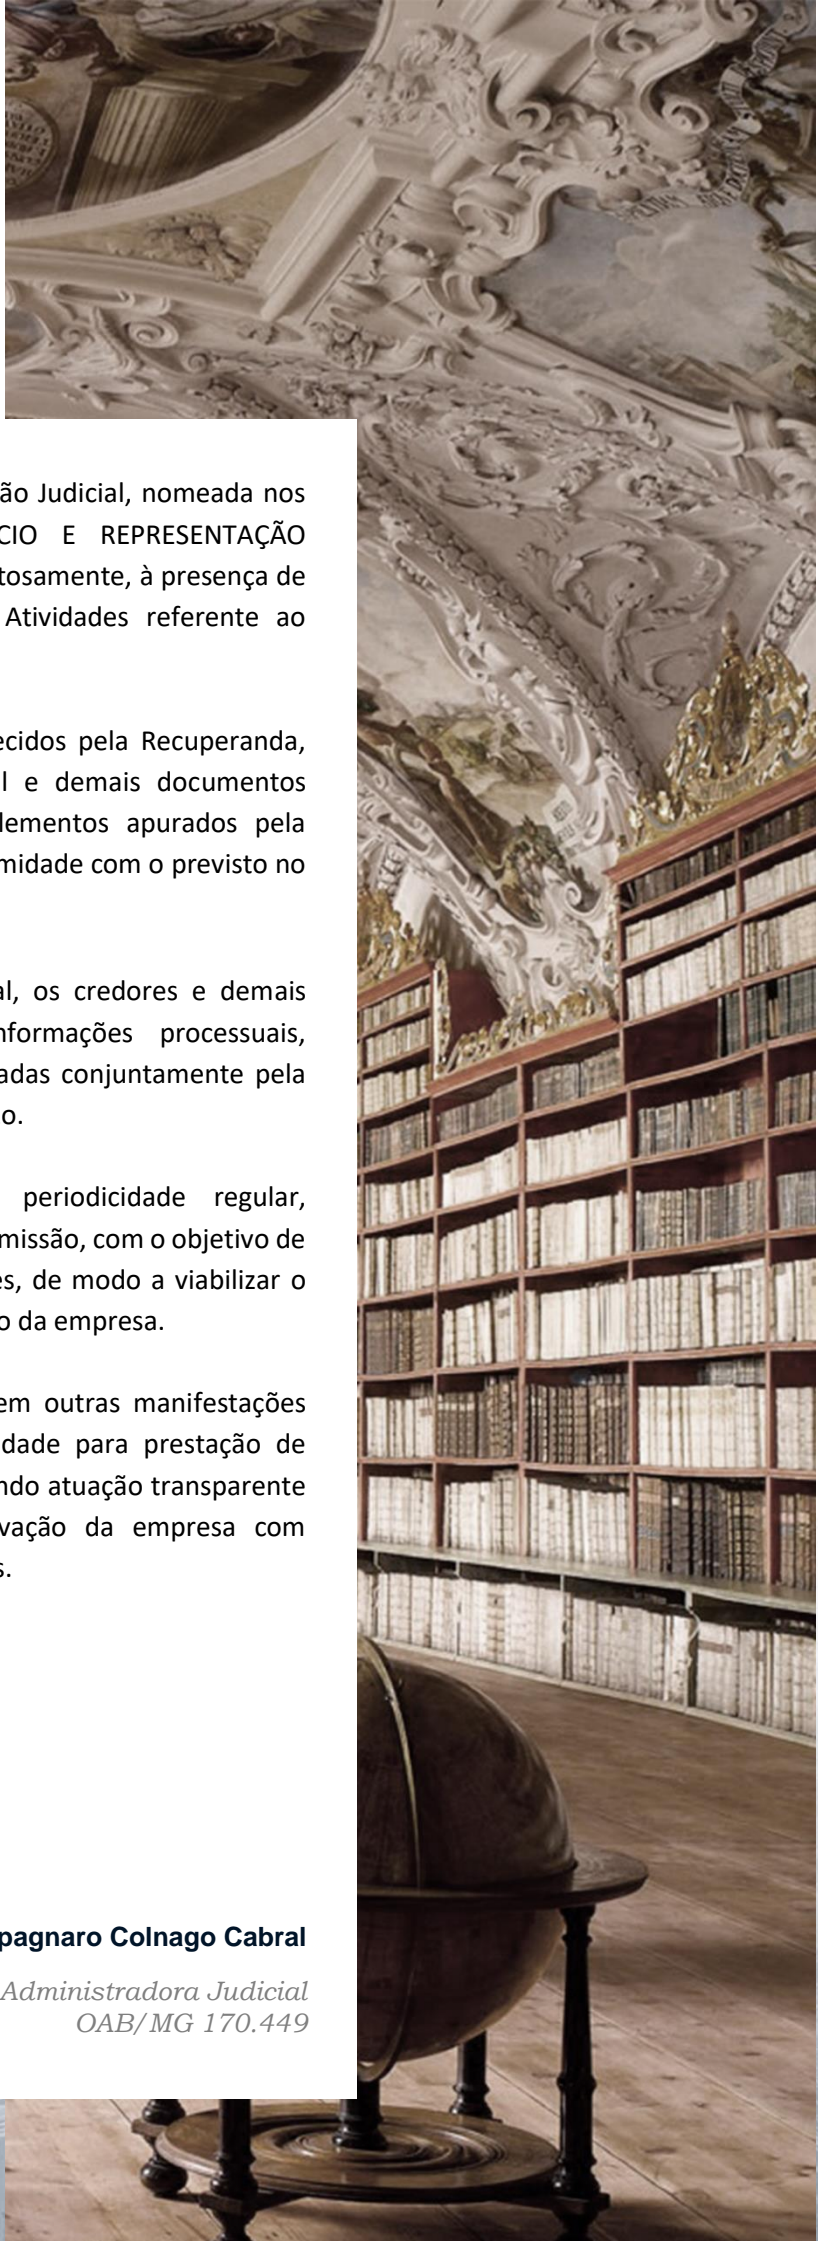 ão Judicial, nomeada nos
CIO E REPRESENTAÇÃO
tosamente, à presença de
Atividades referente ao
ecidos pela Recuperanda,
l e demais documentos
lementos apurados pela
midade com o previsto no
al, os credores e demais
nformações processuais,
adas conjuntamente pela
o.
periodicidade regular,
missão, com o objetivo de
es, de modo a viabilizar o
o da empresa.
em outras manifestações
dade para prestação de
ndo atuação transparente
vação da empresa com
s.
pagnaro Colnago Cabral
Administradora Judicial
OAB/MG 170.449